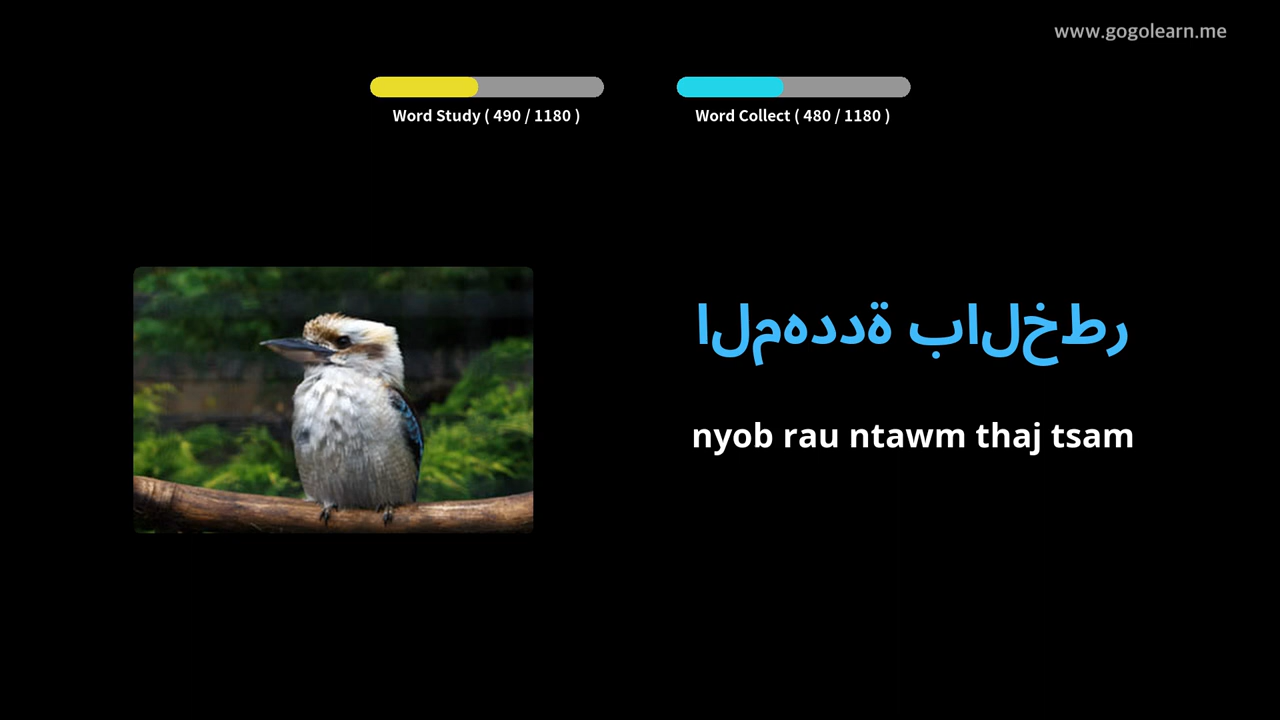 www.gogolearn.me
Word Study ( 490 / 1180 )
Word Collect ( 480 / 1180 )
المهددة بالخطر
nyob rau ntawm thaj tsam